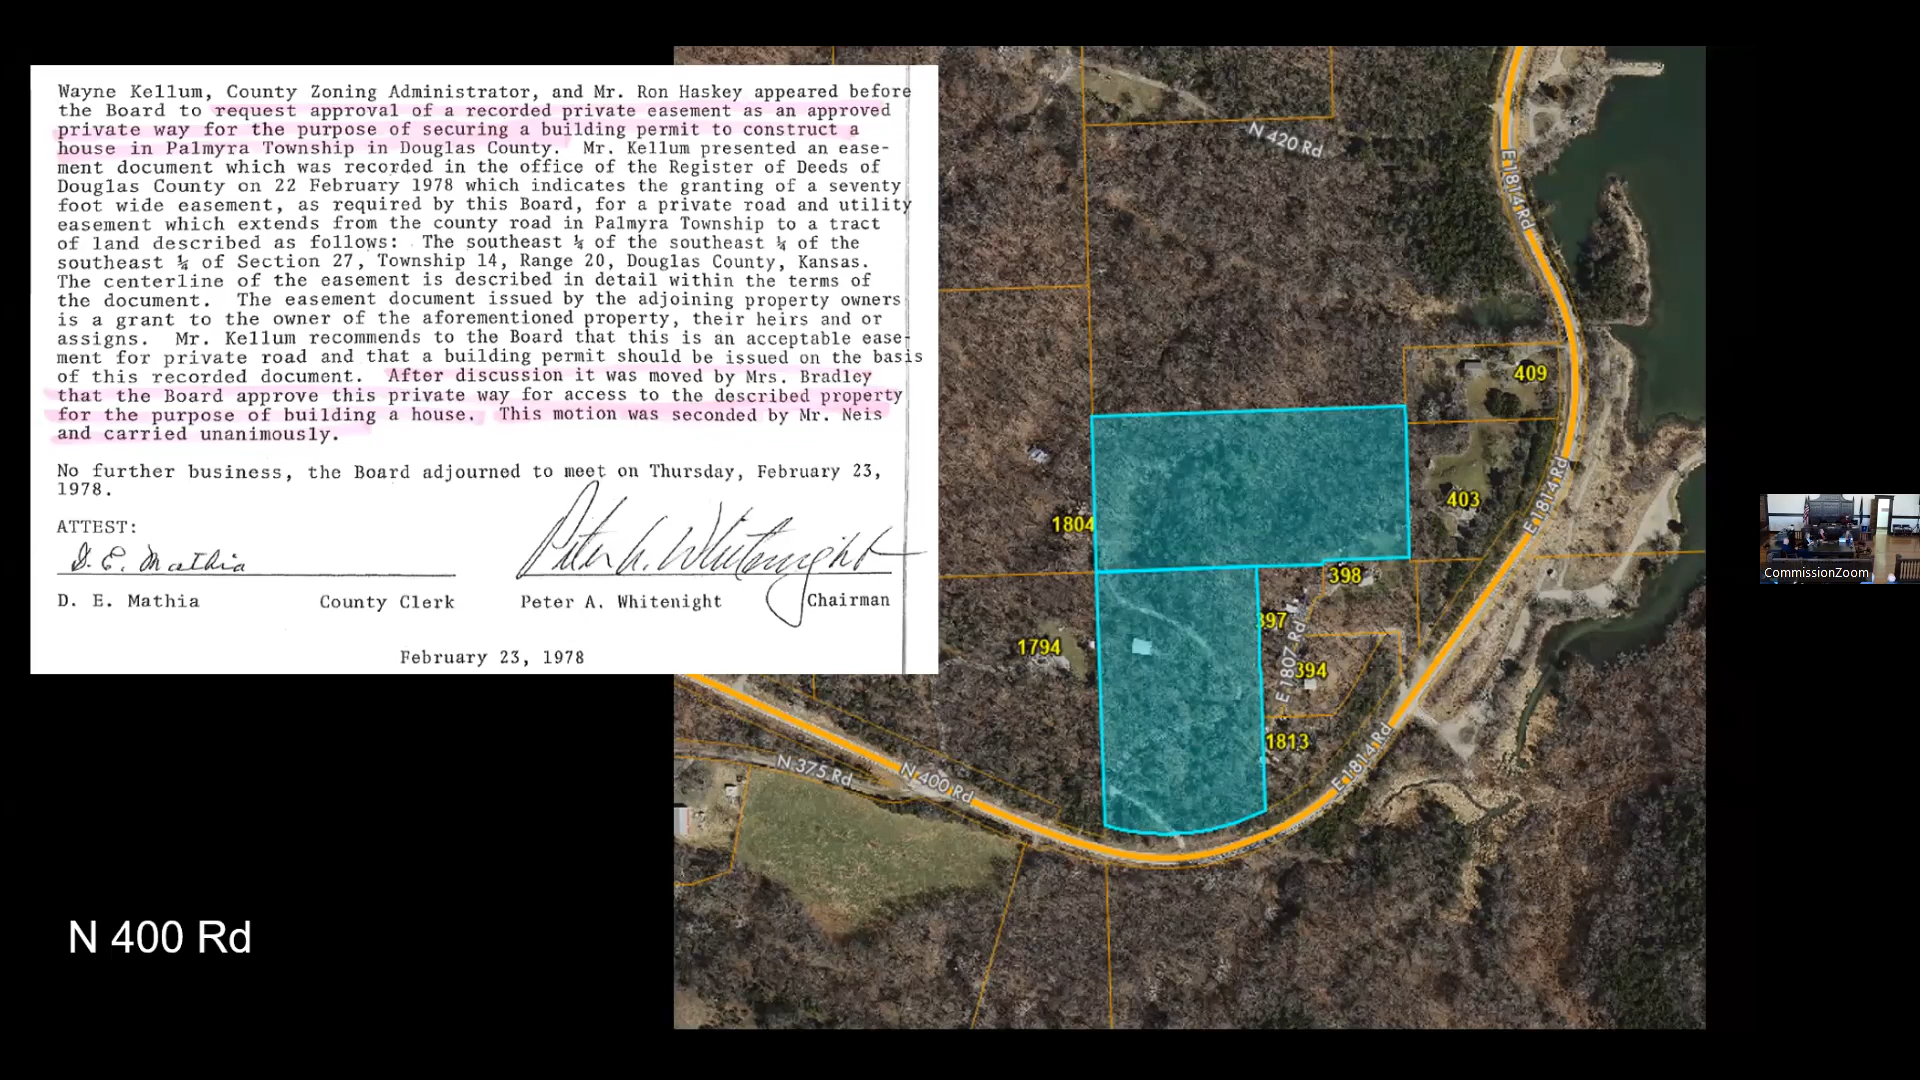 Wayne Kellum, County Zoning Administrator, and Mr. Ron Haskey appeared before
the Board to request approval of a recorded private easement as an approved
private way for the purpose of securing a building permit to construct a
house in Palmyra Township in Douglas County. Mr. Kellum presented an ease-
ment document which was recorded in the office of the Register of Deeds of
Douglas County on 22 February 1978 which indicates the granting of a seventy
foot wide easement, as required by this Board, for a private road and utility
easement which extends from the county road in Palmyra Township to a tract
of land described as follows: The southeast ¼ of the southeast ¼ of the
southeast ¼ of Section 27, Township 14, Range 20, Douglas County, Kansas.
The centerline of the easement is described in detail within the terms of
the document. The easement document issued by the adjoining property owners
is a grant to the owner of the aforementioned property, their heirs and or
assigns. Mr. Kellum recommends to the Board that this is an acceptable ease-
ment for private road and that a building permit should be issued on the basis
of this recorded document. After discussion it was moved by Mrs. Bradley
that the Board approve this private way for access to the described property
for the purpose of building a house. This motion was seconded by Mr. Neis
and carried unanimously.
No further business, the Board adjourned to meet on Thursday, February 23,
1978.
ATTEST:
D. E. Mathia
Peter A. Whitenight
D. E. Mathia County Clerk Peter A. Whitenight Chairman
February 23, 1978
N 400 Rd
N 420 Rd
E 1814 Rd
409
403
1804
398
397
E 1807 Rd
394
1794
1813
E 1814 Rd
E 1814 Rd
N 375 Rd
N 400 Rd
CommissionZoom